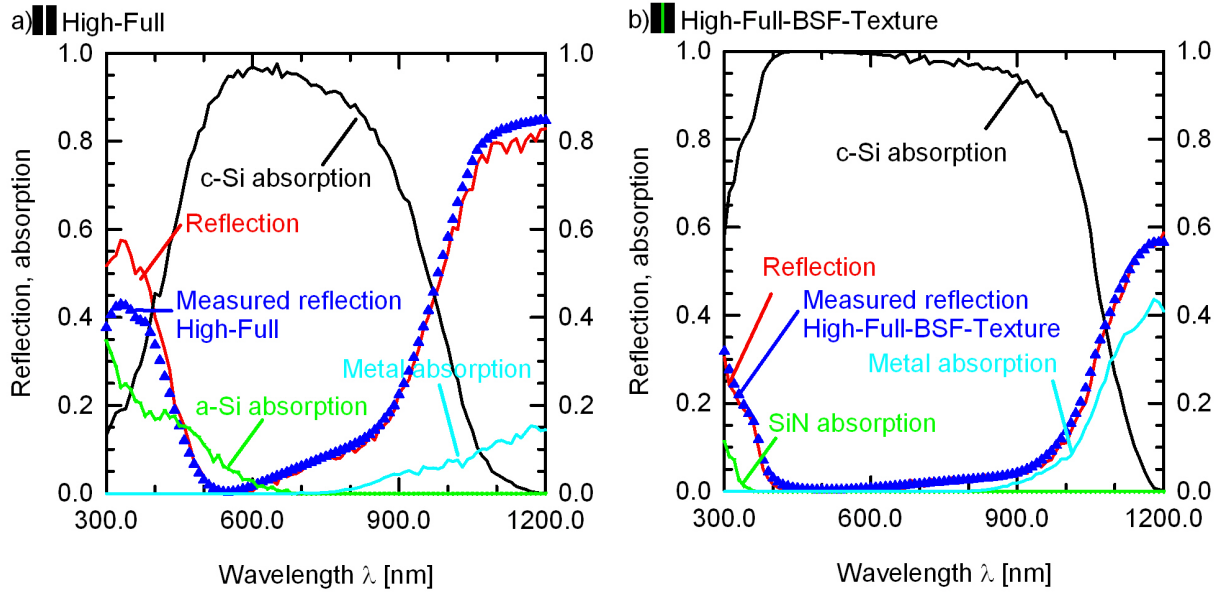 a) High-Full
1.0
0.8
0.6
0.4
0.2
0.0
Reflection, absorption
c-Si absorption
Reflection
Measured reflection
High-Full
Metal absorption
a-Si absorption
1.0
0.8
0.6
0.4
0.2
0.0
300.0 600.0 900.0 1200.0
Wavelength λ [nm]
b) High-Full-BSF-Texture
1.0
0.8
0.6
0.4
0.2
0.0
Reflection, absorption
c-Si absorption
Reflection
Measured reflection
High-Full-BSF-Texture
Metal absorption
SiN absorption
1.0
0.8
0.6
0.4
0.2
0.0
300.0 600.0 900.0 1200.0
Wavelength λ [nm]